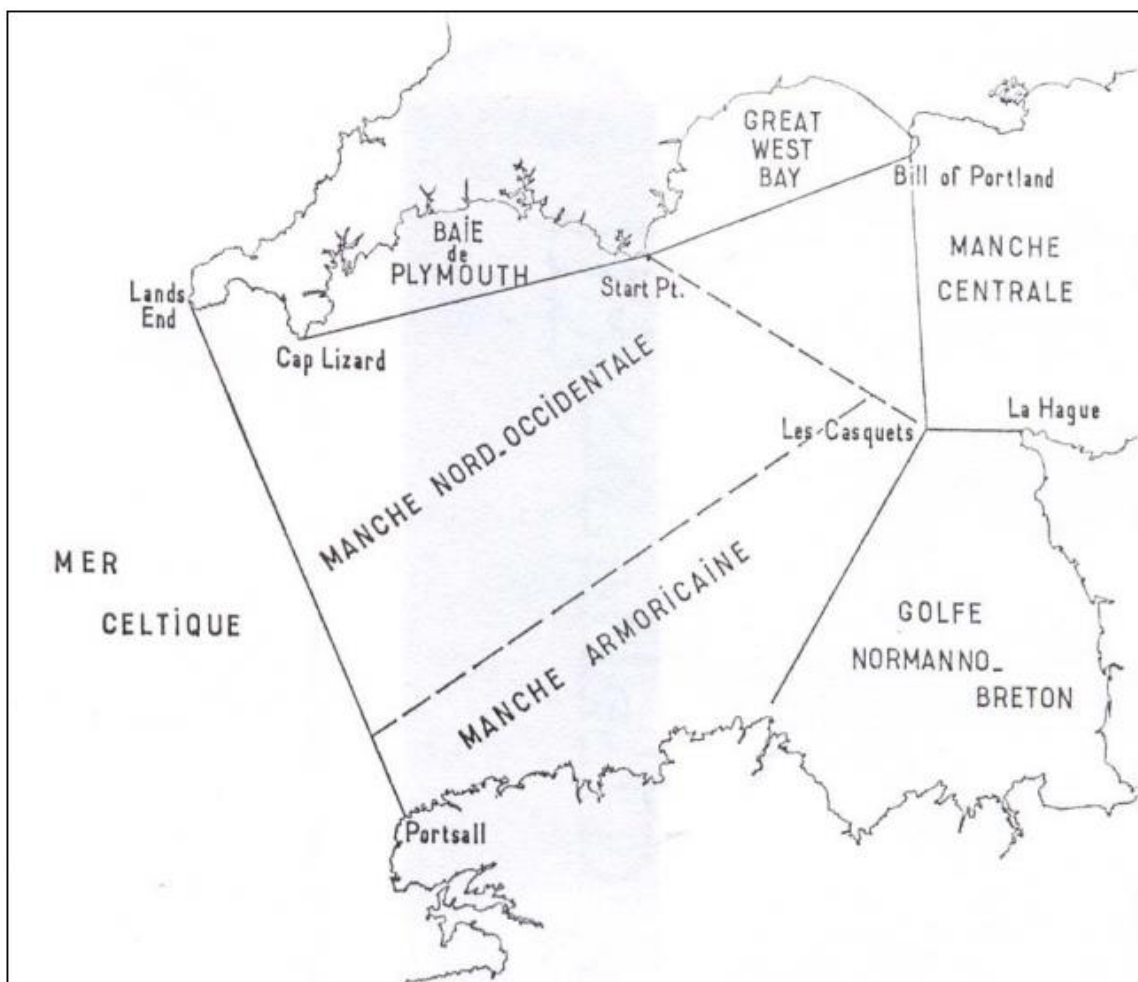 GREAT
WEST
BAY
Bill of Portland
BAiE
de
PLYMOUTH
MANCHE
CENTRALE
Lands
End
Start Pt.
Cap Lizard
La Hague
Les Casquets
MANCHE NORD_OCCiDENTALE
MER
CELTiQUE
MANCHE ARMORICAiNE
GOLFE
NORMANNO_
BRETON
Portsall